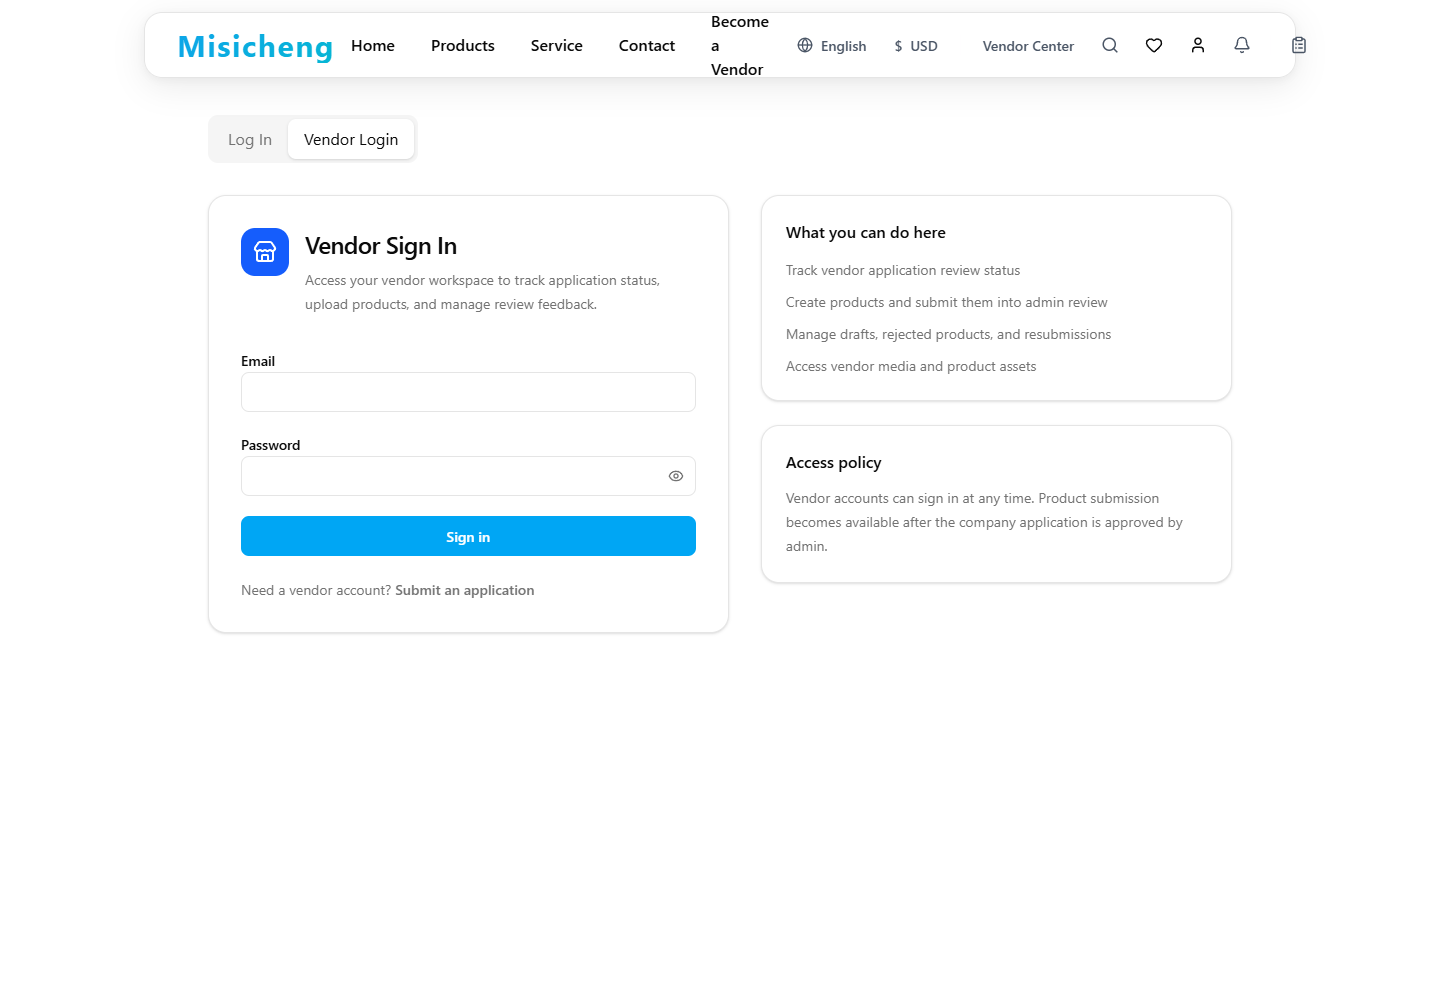 Misicheng
Home
Products
Service
Contact
Become
a
Vendor
English
$ USD
Vendor Center
Log In
Vendor Login
Vendor Sign In
Access your vendor workspace to track application status,
upload products, and manage review feedback.
Email
Password
Sign in
Need a vendor account? Submit an application
What you can do here
Track vendor application review status
Create products and submit them into admin review
Manage drafts, rejected products, and resubmissions
Access vendor media and product assets
Access policy
Vendor accounts can sign in at any time. Product submission
becomes available after the company application is approved by
admin.